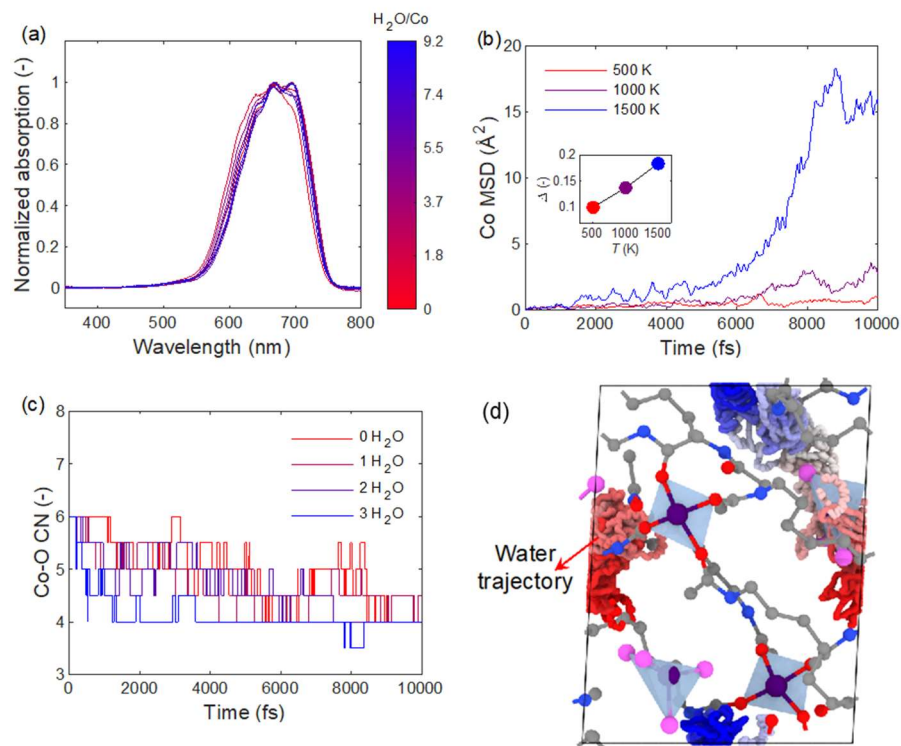 (a)
H₂O/Co
9.2
7.4
5.5
3.7
1.8
0
Normalized absorption (-)
1
0.8
0.6
0.4
0.2
0
400 500 600 700 800
Wavelength (nm)
(b)
500 K
1000 K
1500 K
Co MSD (Å²)
20
15
10
5
0
0 2000 4000 6000 8000 10000
Time (fs)
Δ (-)
0.2
0.15
0.1
500 1000 1500
T (K)
(c)
0 H₂O
1 H₂O
2 H₂O
3 H₂O
Co-O CN (-)
8
7
6
5
4
3
0 2000 4000 6000 8000 10000
Time (fs)
(d)
Water
trajectory